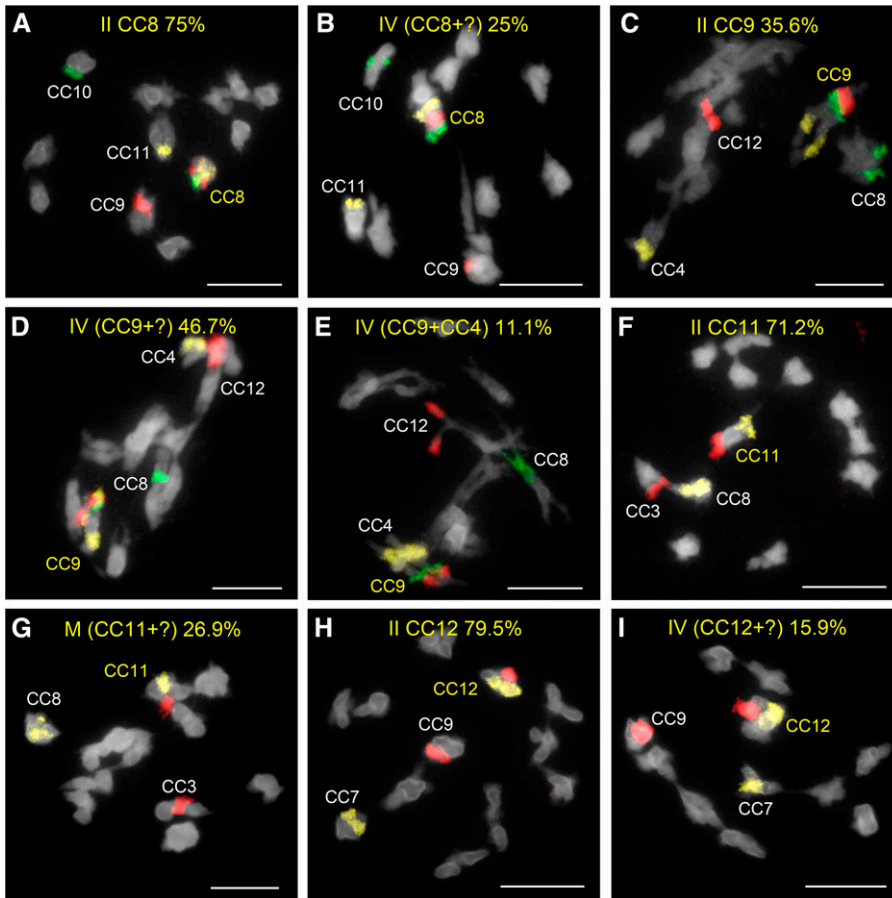 A
II CC8 75%
CC10
CC11
CC9
CC8
B
IV (CC8+?) 25%
CC10
CC8
CC11
CC9
C
II CC9 35.6%
CC9
CC12
CC8
CC4
D
IV (CC9+?) 46.7%
CC4
CC12
CC8
CC9
E
IV (CC9+CC4) 11.1%
CC12
CC8
CC4
CC9
F
II CC11 71.2%
CC11
CC3
CC8
G
M (CC11+?) 26.9%
CC11
CC8
CC3
H
II CC12 79.5%
CC12
CC9
CC7
I
IV (CC12+?) 15.9%
CC9
CC12
CC7